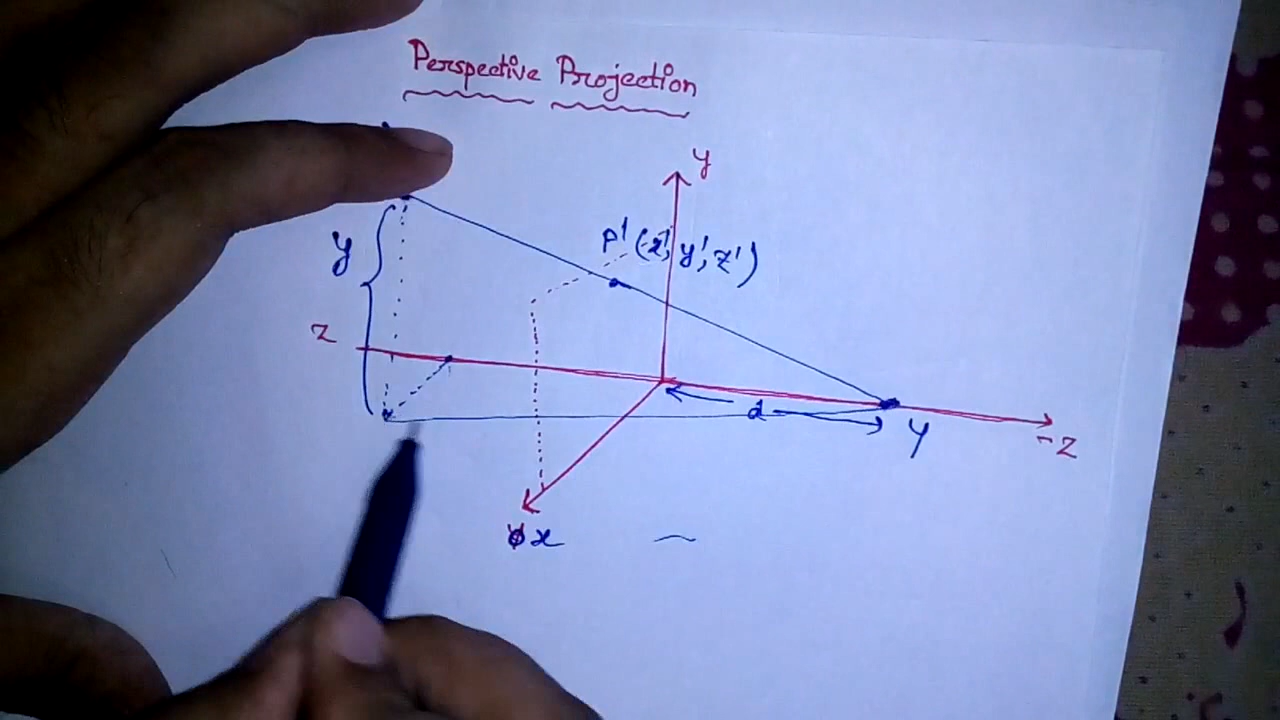 Perspective Projection
y
P' (x', y', z')
y
z
d
y
-z
x